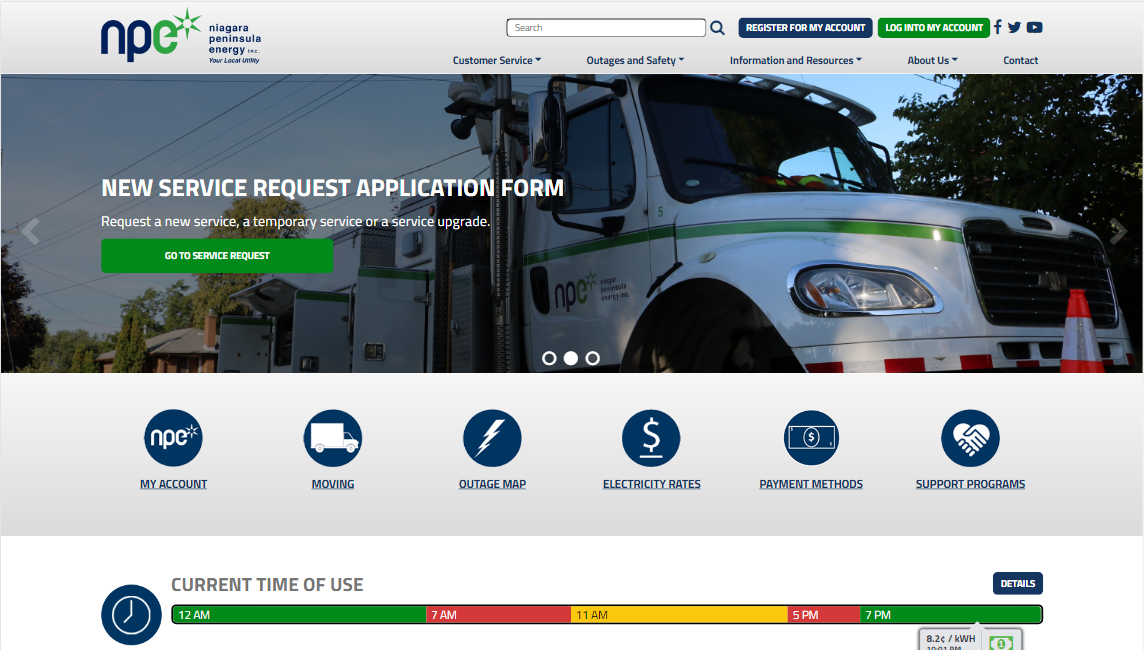 npe
niagara
peninsula
energy inc.
Your Local Utility
Search
REGISTER FOR MY ACCOUNT
LOG INTO MY ACCOUNT
Customer Service
Outages and Safety
Information and Resources
About Us
Contact
NEW SERVICE REQUEST APPLICATION FORM
Request a new service, a temporary service or a service upgrade.
GO TO SERVICE REQUEST
5
npe
niagara
peninsula
energy inc.
npe
$
$
MY ACCOUNT
MOVING
OUTAGE MAP
ELECTRICITY RATES
PAYMENT METHODS
SUPPORT PROGRAMS
CURRENT TIME OF USE
DETAILS
12 AM
7 AM
11 AM
5 PM
7 PM
8.2¢ / kWH
10:01 PM
1